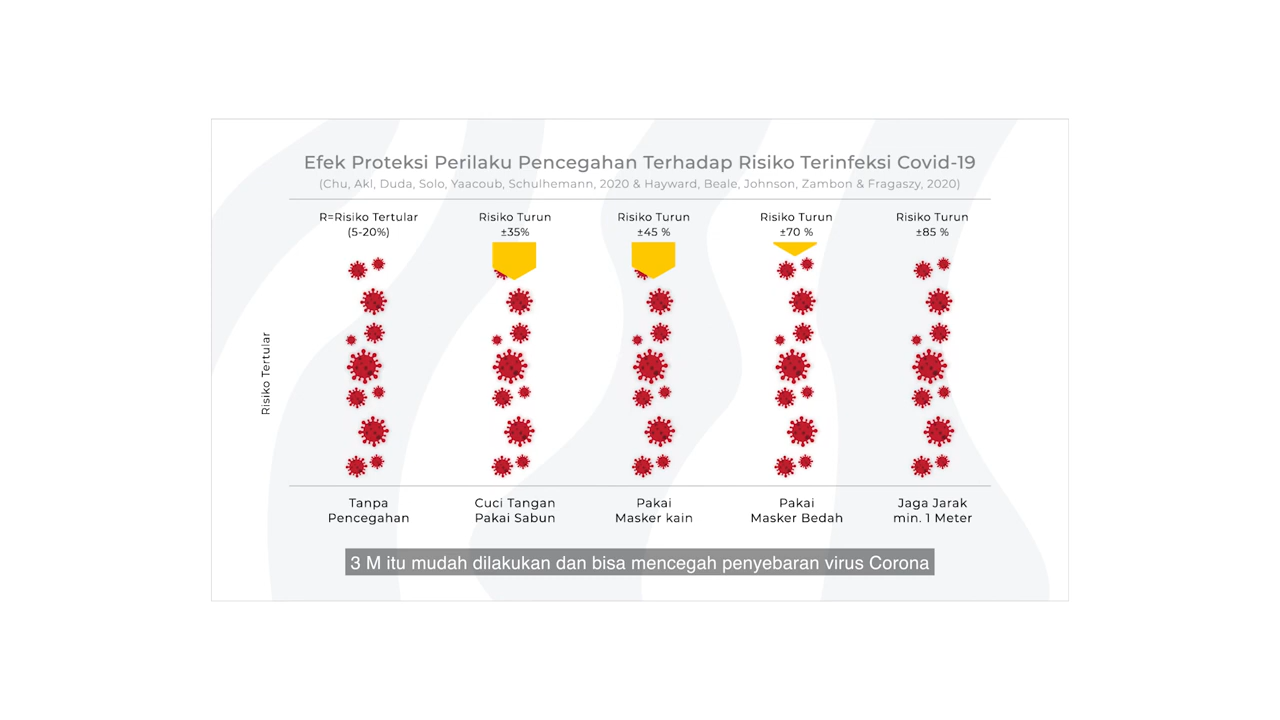 Efek Proteksi Perilaku Pencegahan Terhadap Risiko Terinfeksi Covid-19
(Chu, Akl, Duda, Solo, Yaacoub, Schulhemann, 2020 & Hayward, Beale, Johnson, Zambon & Fragaszy, 2020)
R=Risiko Tertular
(5-20%)
Risiko Turun
±35%
Risiko Turun
±45 %
Risiko Turun
±70 %
Risiko Turun
±85 %
Risiko Tertular
Tanpa
Pencegahan
Cuci Tangan
Pakai Sabun
Pakai
Masker kain
Pakai
Masker Bedah
Jaga Jarak
min. 1 Meter
3 M itu mudah dilakukan dan bisa mencegah penyebaran virus Corona